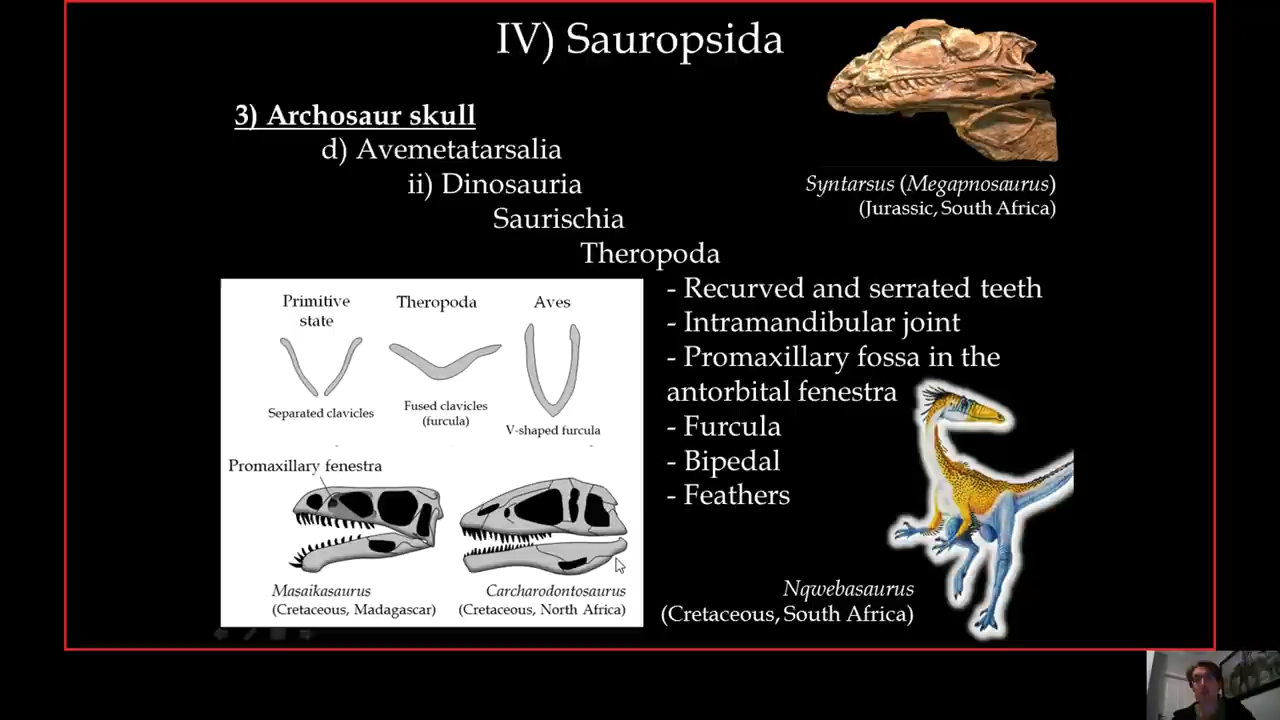 IV) Sauropsida
3) Archosaur skull
d) Avemetatarsalia
ii) Dinosauria
Saurischia
Theropoda
Syntarsus (Megapnosaurus)
(Jurassic, South Africa)
- Recurved and serrated teeth
- Intramandibular joint
- Promaxillary fossa in the
antorbital fenestra
- Furcula
- Bipedal
- Feathers
Primitive
state
Theropoda
Aves
Separated clavicles
Fused clavicles
(furcula)
V-shaped furcula
Promaxillary fenestra
Masaikasaurus
(Cretaceous, Madagascar)
Carcharodontosaurus
(Cretaceous, North Africa)
Nqwebasaurus
(Cretaceous, South Africa)